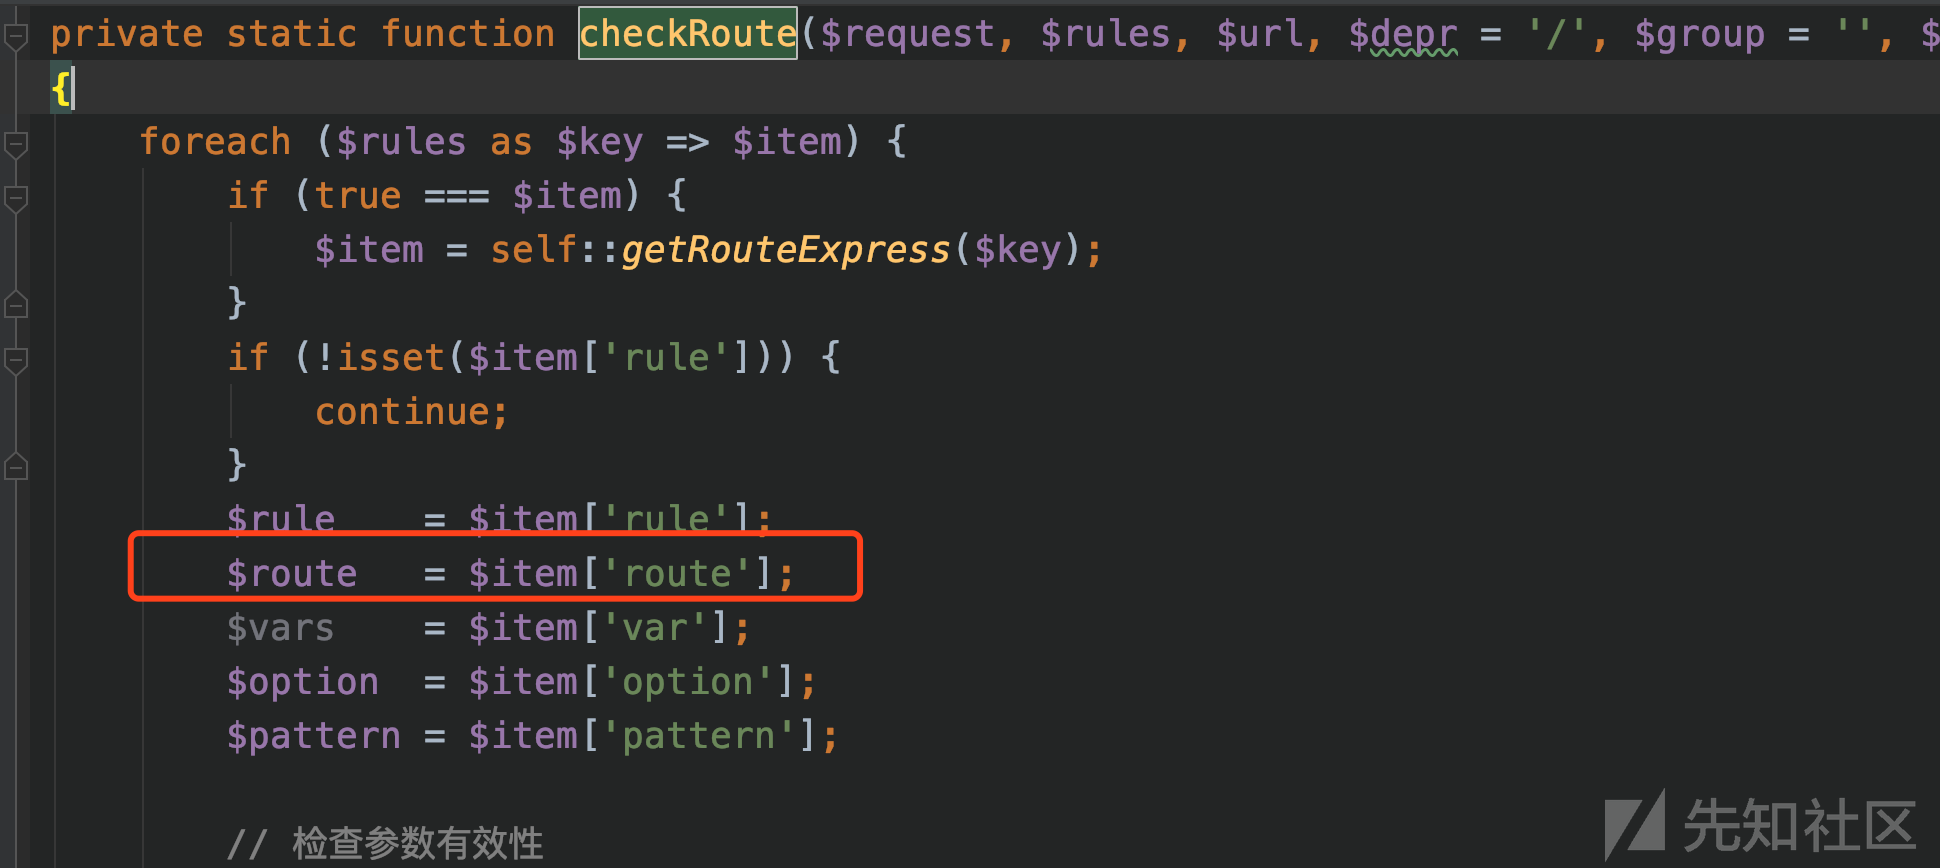 private static function checkRoute($request, $rules, $url, $depr = '/', $group = '', $
{
foreach ($rules as $key => $item) {
if (true === $item) {
$item = self::getRouteExpress($key);
}
if (!isset($item['rule'])) {
continue;
}
$rule = $item['rule'];
$route = $item['route'];
$vars = $item['var'];
$option = $item['option'];
$pattern = $item['pattern'];
// 检查参数有效性
先知社区